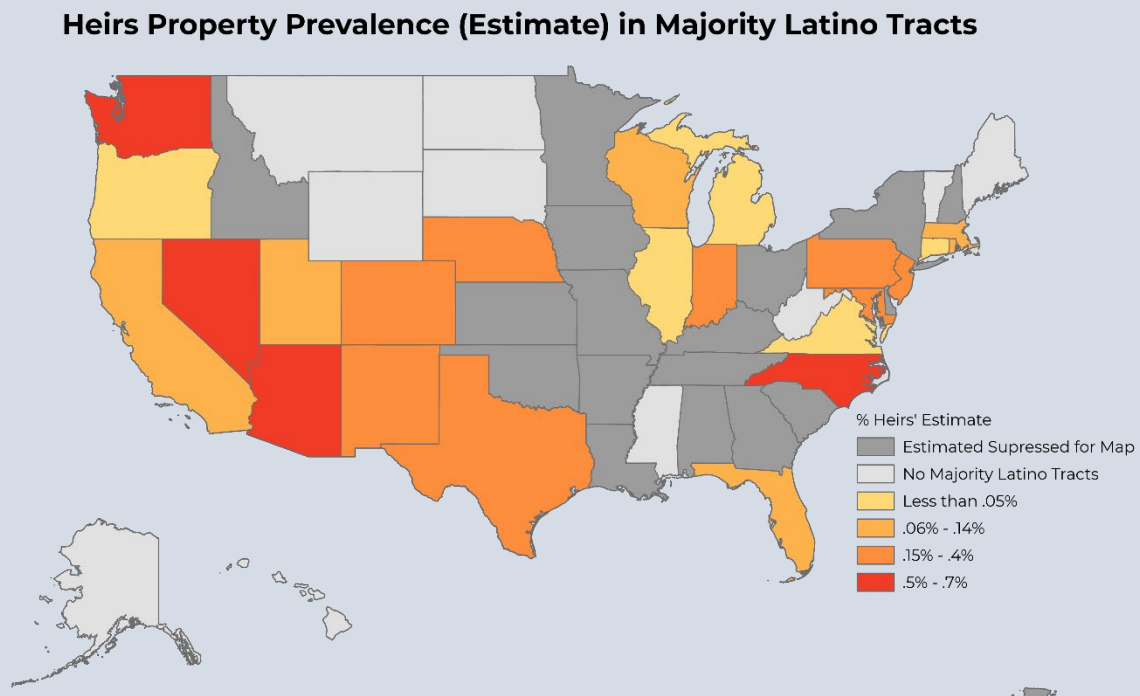 Heirs Property Prevalence (Estimate) in Majority Latino Tracts
% Heirs' Estimate
Estimated Supressed for Map
No Majority Latino Tracts
Less than .05%
.06% - .14%
.15% - .4%
.5% - .7%